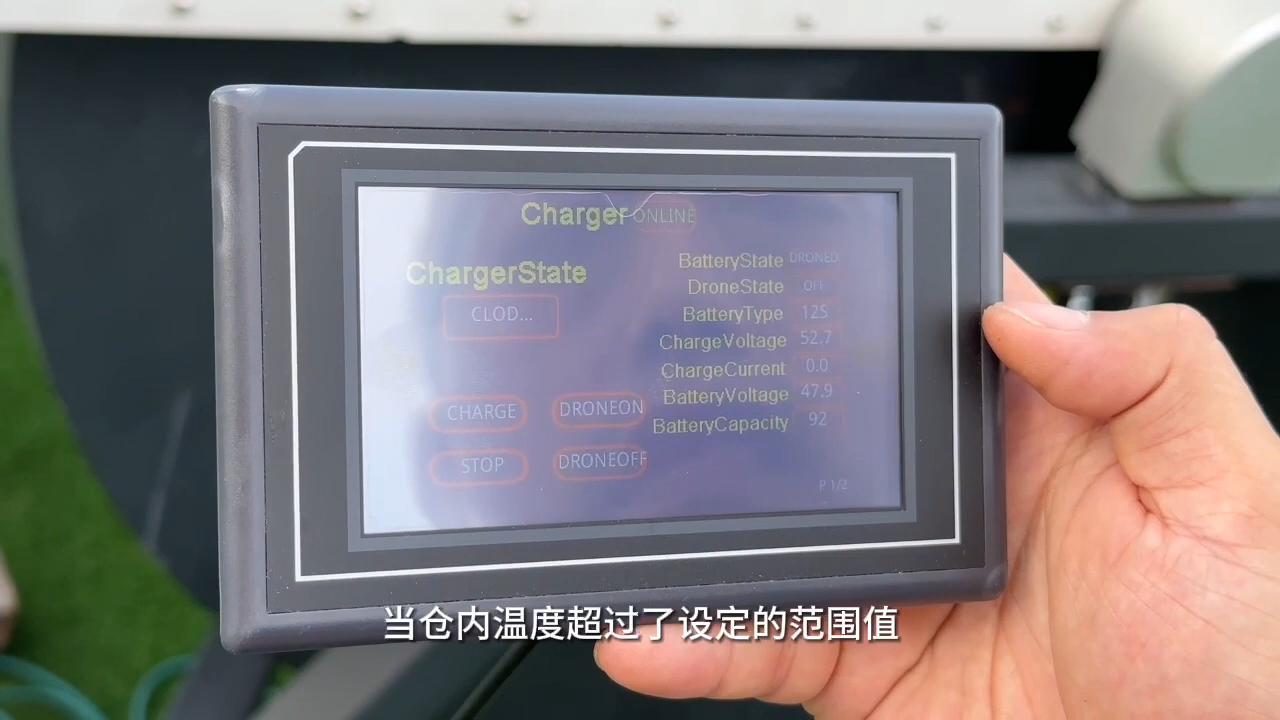 Charger ONLINE
ChargerState
CLOD...
CHARGE DRONEON
STOP DRONEOFF
BatteryState DRONEO
DroneState OFF
BatteryType 12S
ChargeVoltage 52.7
ChargeCurrent 0.0
BatteryVoltage 47.9
BatteryCapacity 92
P 1/2
当仓内温度超过了设定的范围值